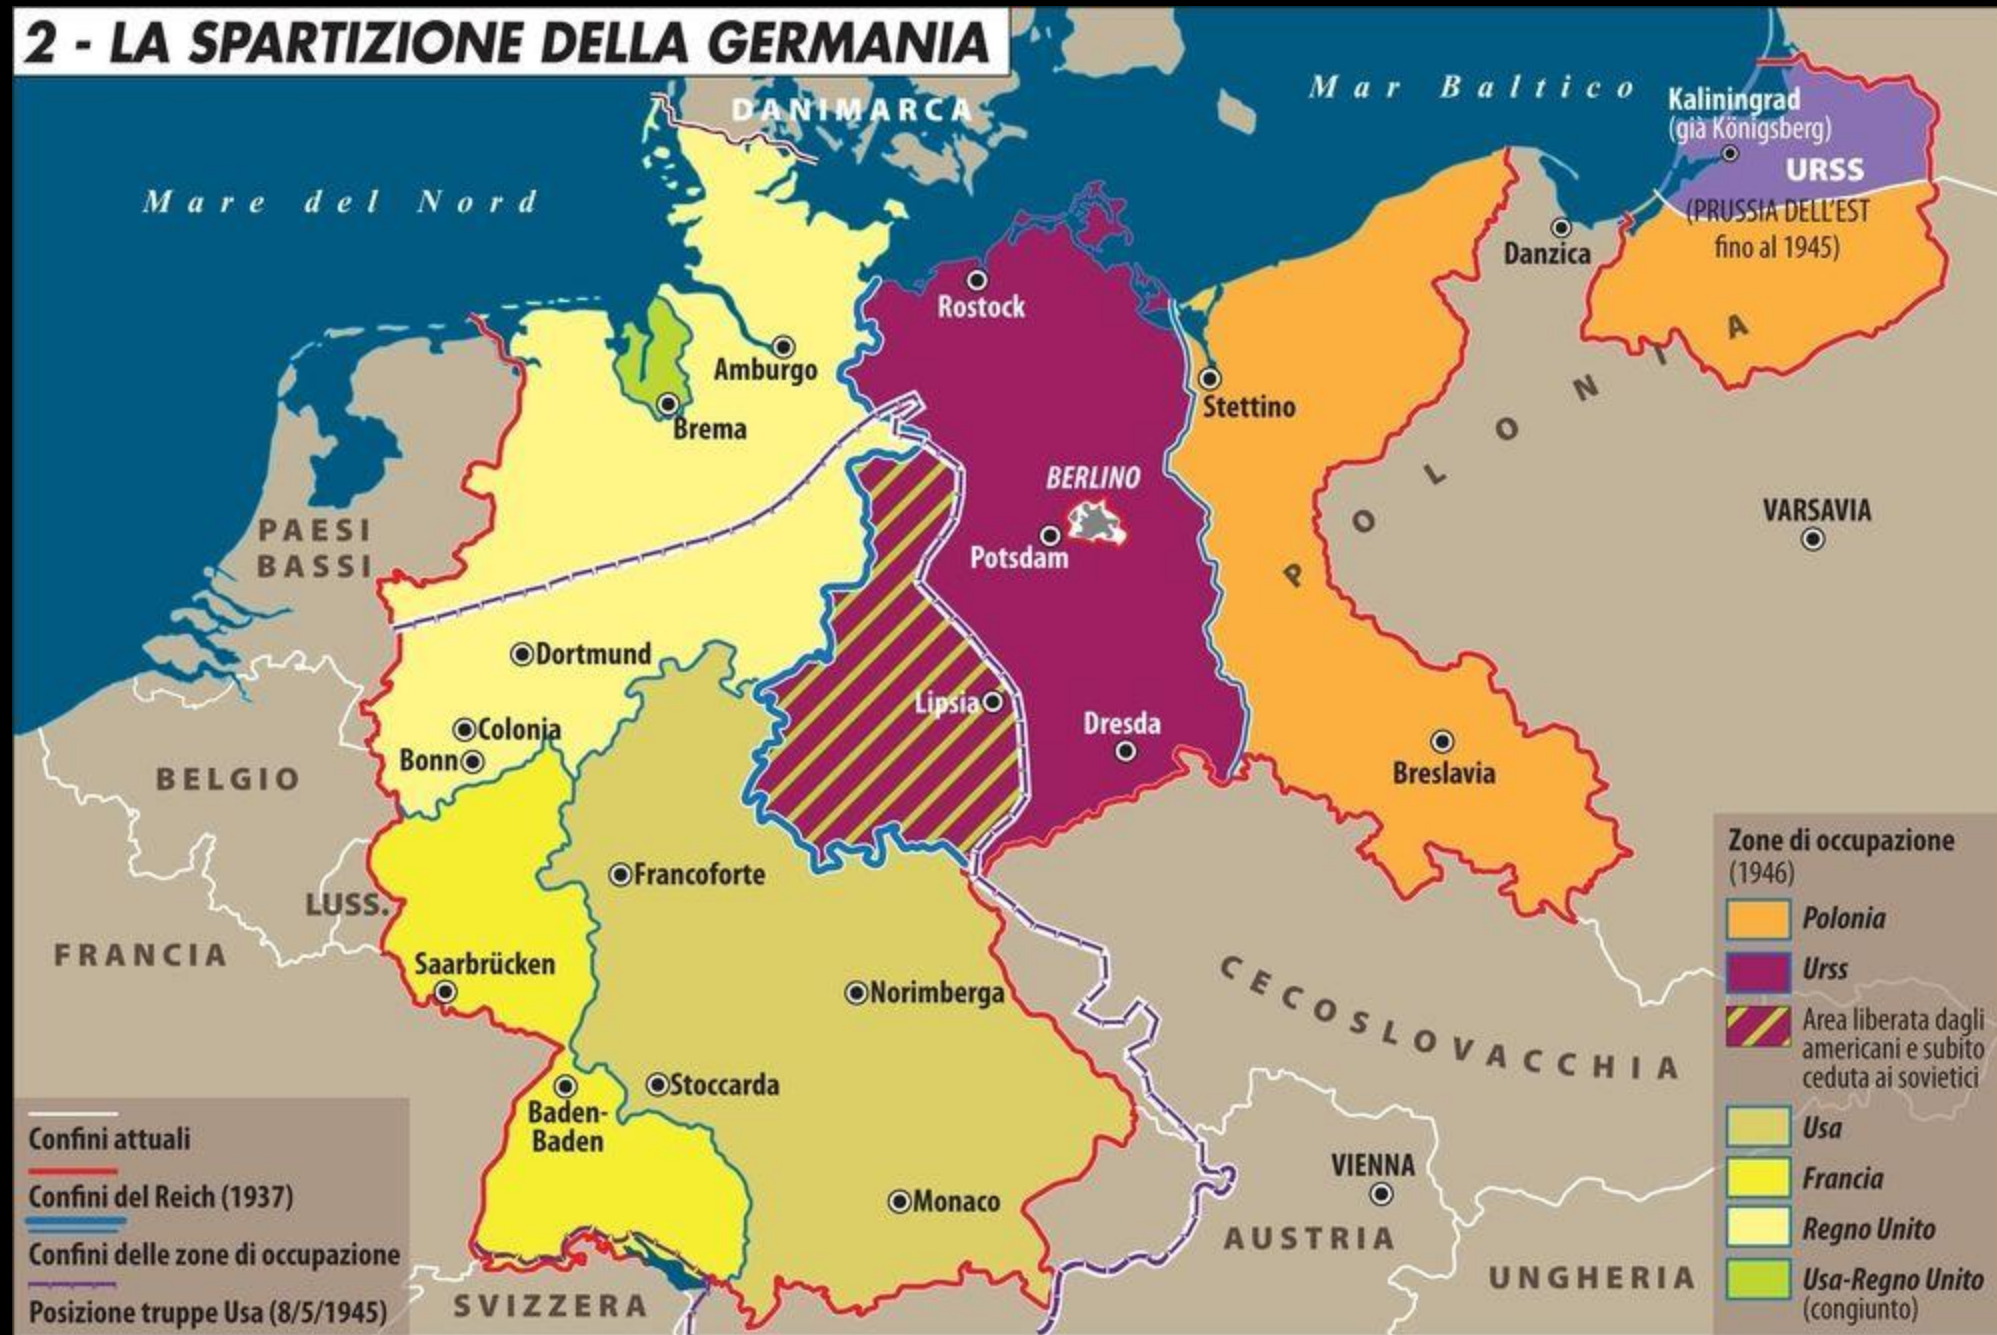 2 - LA SPARTIZIONE DELLA GERMANIA
Mar Baltico
DANIMARCA
Kaliningrad
(già Königsberg)
URSS
Mare del Nord
(PRUSSIA DELL'EST
fino al 1945)
Danzica
Rostock
Amburgo
Stettino
Brema
POLONIA
BERLINO
VARSAVIA
PAESI
BASSI
Potsdam
Dortmund
Lipsia
Dresda
Colonia
Bonn
BELGIO
Breslavia
Francoforte
LUSS.
FRANCIA
Saarbrücken
Norimberga
CECOSLOVACCHIA
Stoccarda
Baden-
Baden
VIENNA
Monaco
AUSTRIA
UNGHERIA
SVIZZERA
Confini attuali
Confini del Reich (1937)
Confini delle zone di occupazione
Posizione truppe Usa (8/5/1945)
Zone di occupazione
(1946)
Polonia
Urss
Area liberata dagli
americani e subito
ceduta ai sovietici
Usa
Francia
Regno Unito
Usa-Regno Unito
(congiunto)